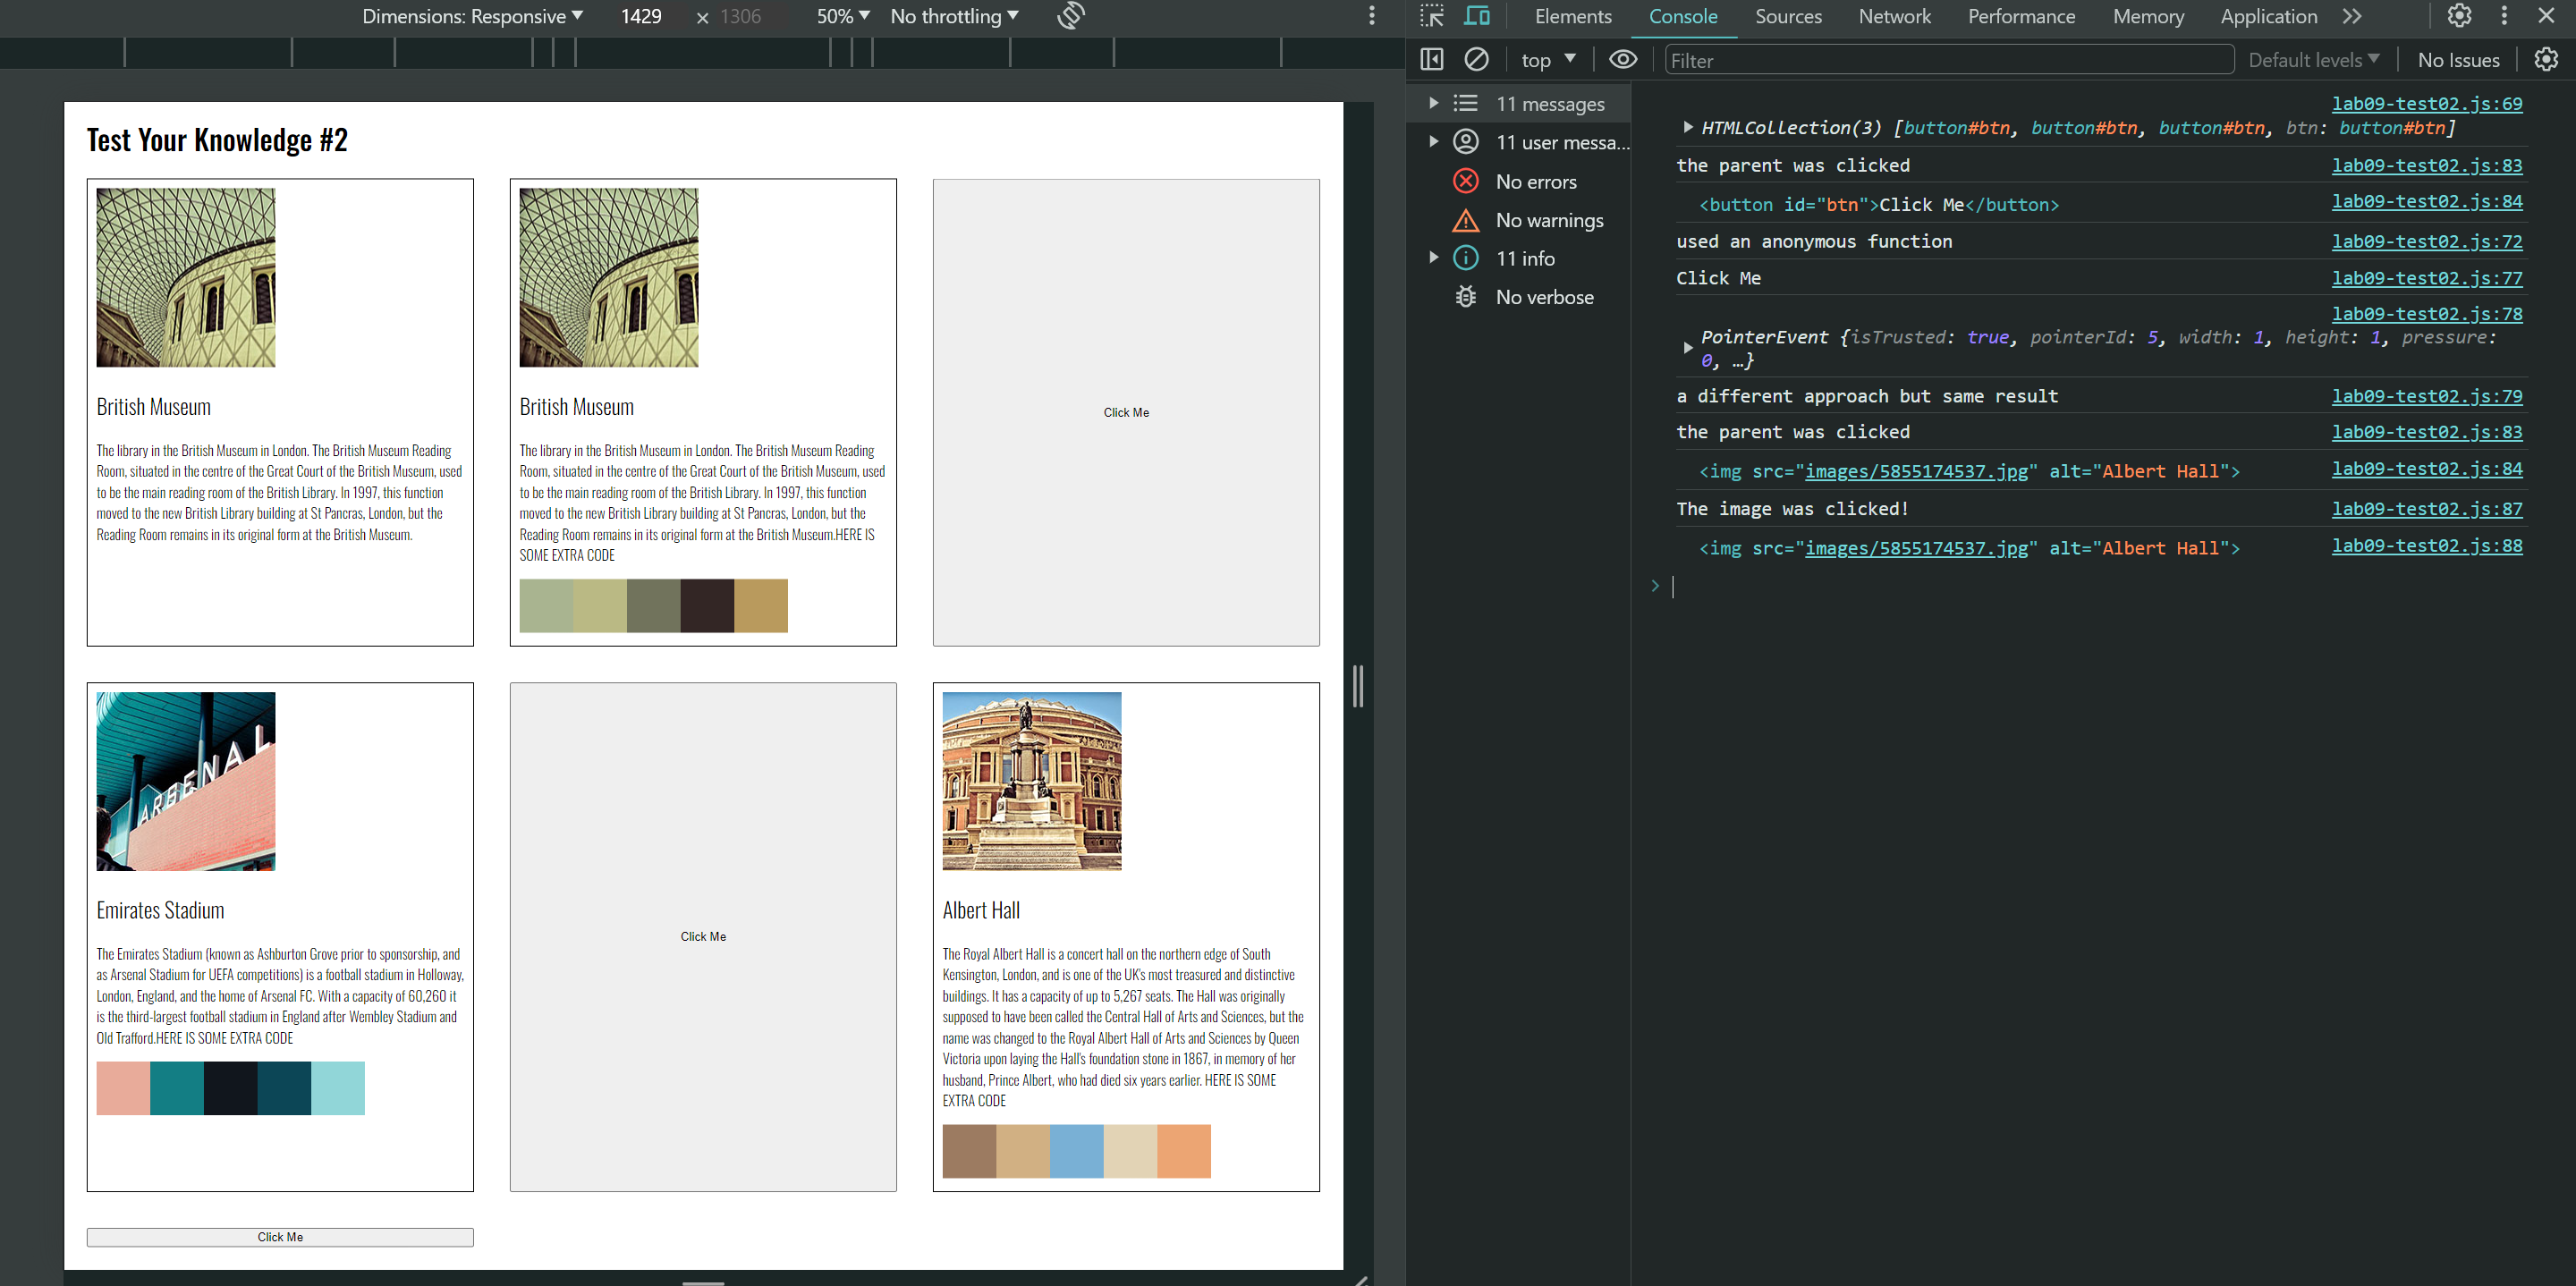 Dimensions: Responsive 1429 × 1306 50% No throttling
Elements Console Sources Network Performance Memory Application
top Filter Default levels No Issues
Test Your Knowledge #2
British Museum
The library in the British Museum in London. The British Museum Reading
Room, situated in the centre of the Great Court of the British Museum, used
to be the main reading room of the British Library. In 1997, this function
moved to the new British Library building at St Pancras, London, but the
Reading Room remains in its original form at the British Museum.
British Museum
The library in the British Museum in London. The British Museum Reading
Room, situated in the centre of the Great Court of the British Museum, used
to be the main reading room of the British Library. In 1997, this function
moved to the new British Library building at St Pancras, London, but the
Reading Room remains in its original form at the British Museum.HERE IS
SOME EXTRA CODE
Click Me
ARSENAL
Emirates Stadium
The Emirates Stadium (known as Ashburton Grove prior to sponsorship, and
as Arsenal Stadium for UEFA competitions) is a football stadium in Holloway,
London, England, and the home of Arsenal FC. With a capacity of 60,260 it
is the third-largest football stadium in England after Wembley Stadium and
Old Trafford.HERE IS SOME EXTRA CODE
Click Me
Albert Hall
The Royal Albert Hall is a concert hall on the northern edge of South
Kensington, London, and is one of the UK's most treasured and distinctive
buildings. It has a capacity of up to 5,267 seats. The Hall was originally
supposed to have been called the Central Hall of Arts and Sciences, but the
name was changed to the Royal Albert Hall of Arts and Sciences by Queen
Victoria upon laying the Hall's foundation stone in 1867, in memory of her
husband, Prince Albert, who had died six years earlier. HERE IS SOME
EXTRA CODE
Click Me
11 messages
11 user messa...
No errors
No warnings
11 info
No verbose
lab09-test02.js:69
HTMLCollection(3) [button#btn, button#btn, button#btn, btn: button#btn]
the parent was clicked lab09-test02.js:83
<button id="btn">Click Me</button> lab09-test02.js:84
used an anonymous function lab09-test02.js:72
Click Me lab09-test02.js:77
lab09-test02.js:78
PointerEvent {isTrusted: true, pointerId: 5, width: 1, height: 1, pressure:
0, …}
a different approach but same result lab09-test02.js:79
the parent was clicked lab09-test02.js:83
<img src="images/5855174537.jpg" alt="Albert Hall"> lab09-test02.js:84
The image was clicked! lab09-test02.js:87
<img src="images/5855174537.jpg" alt="Albert Hall"> lab09-test02.js:88